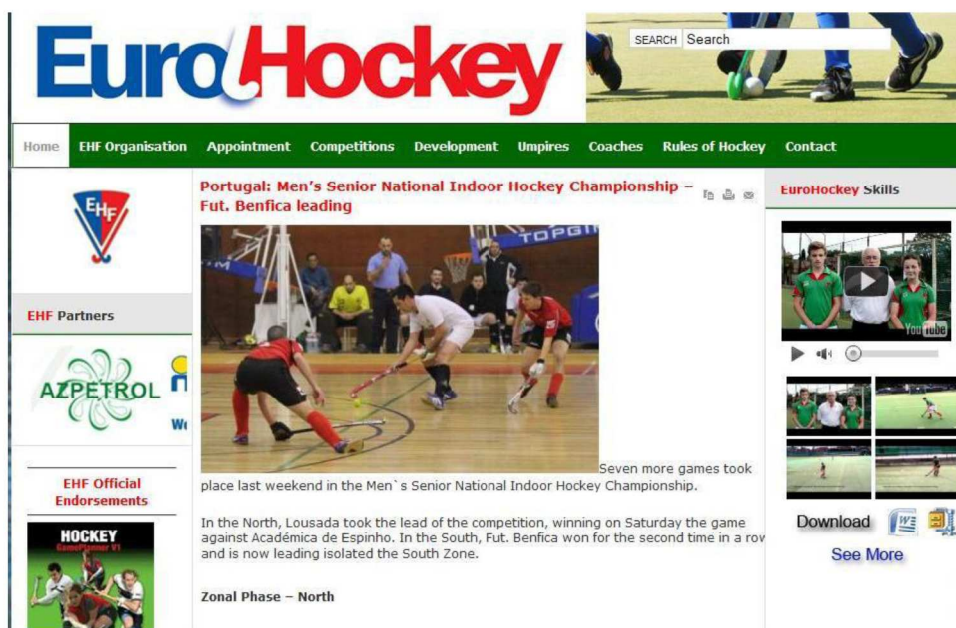 EuroHockey
SEARCH Search
Home EHF Organisation Appointment Competitions Development Umpires Coaches Rules of Hockey Contact
EHF
EHF Partners
AZPETROL
EHF Official
Endorsements
HOCKEY
GamePlanner V1
Portugal: Men's Senior National Indoor Hockey Championship –
Fut. Benfica leading
TOPGI
Seven more games took
place last weekend in the Men`s Senior National Indoor Hockey Championship.
In the North, Lousada took the lead of the competition, winning on Saturday the game
against Académica de Espinho. In the South, Fut. Benfica won for the second time in a row
and is now leading isolated the South Zone.
Zonal Phase – North
EuroHockey Skills
You Tube
Download
See More